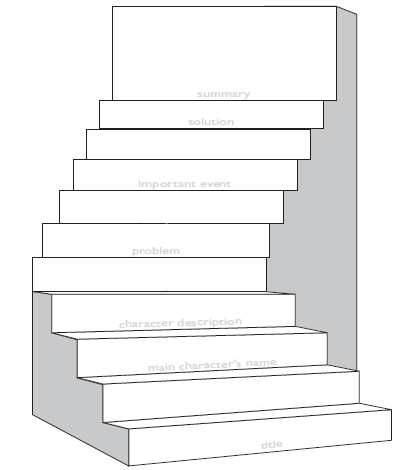 summary
solution
important event
problem
character description
main character's name
title